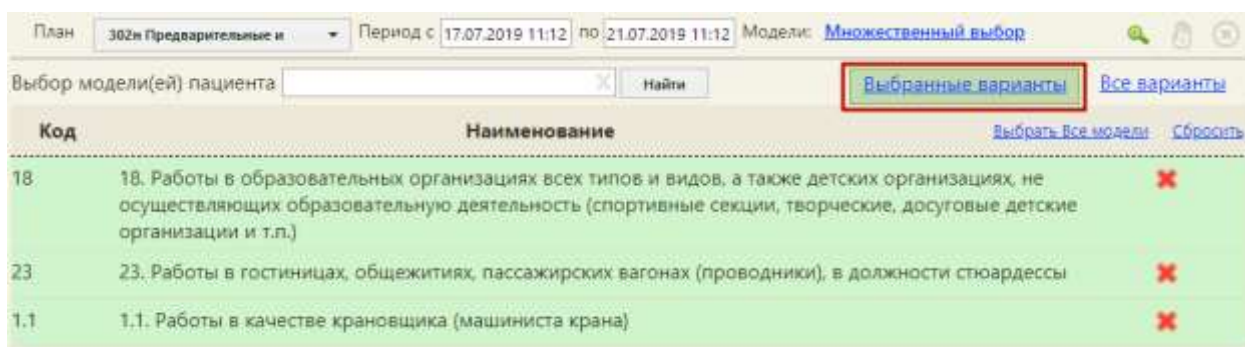 План 302н Предварительные и Период с 17.07.2019 11:12 по 21.07.2019 11:12 Модели: Множественный выбор
Выбор модели(ей) пациента Найти Выбранные варианты Все варианты
Код Наименование Выбрать Все модели Сбросить
18 18. Работы в образовательных организациях всех типов и видов, а также детских организациях, не
осуществляющих образовательную деятельность (спортивные секции, творческие, досуговые детские
организации и т.п.)
23 23. Работы в гостиницах, общежитиях, пассажирских вагонах (проводники), в должности стюардессы
1.1 1.1. Работы в качестве крановщика (машиниста крана)